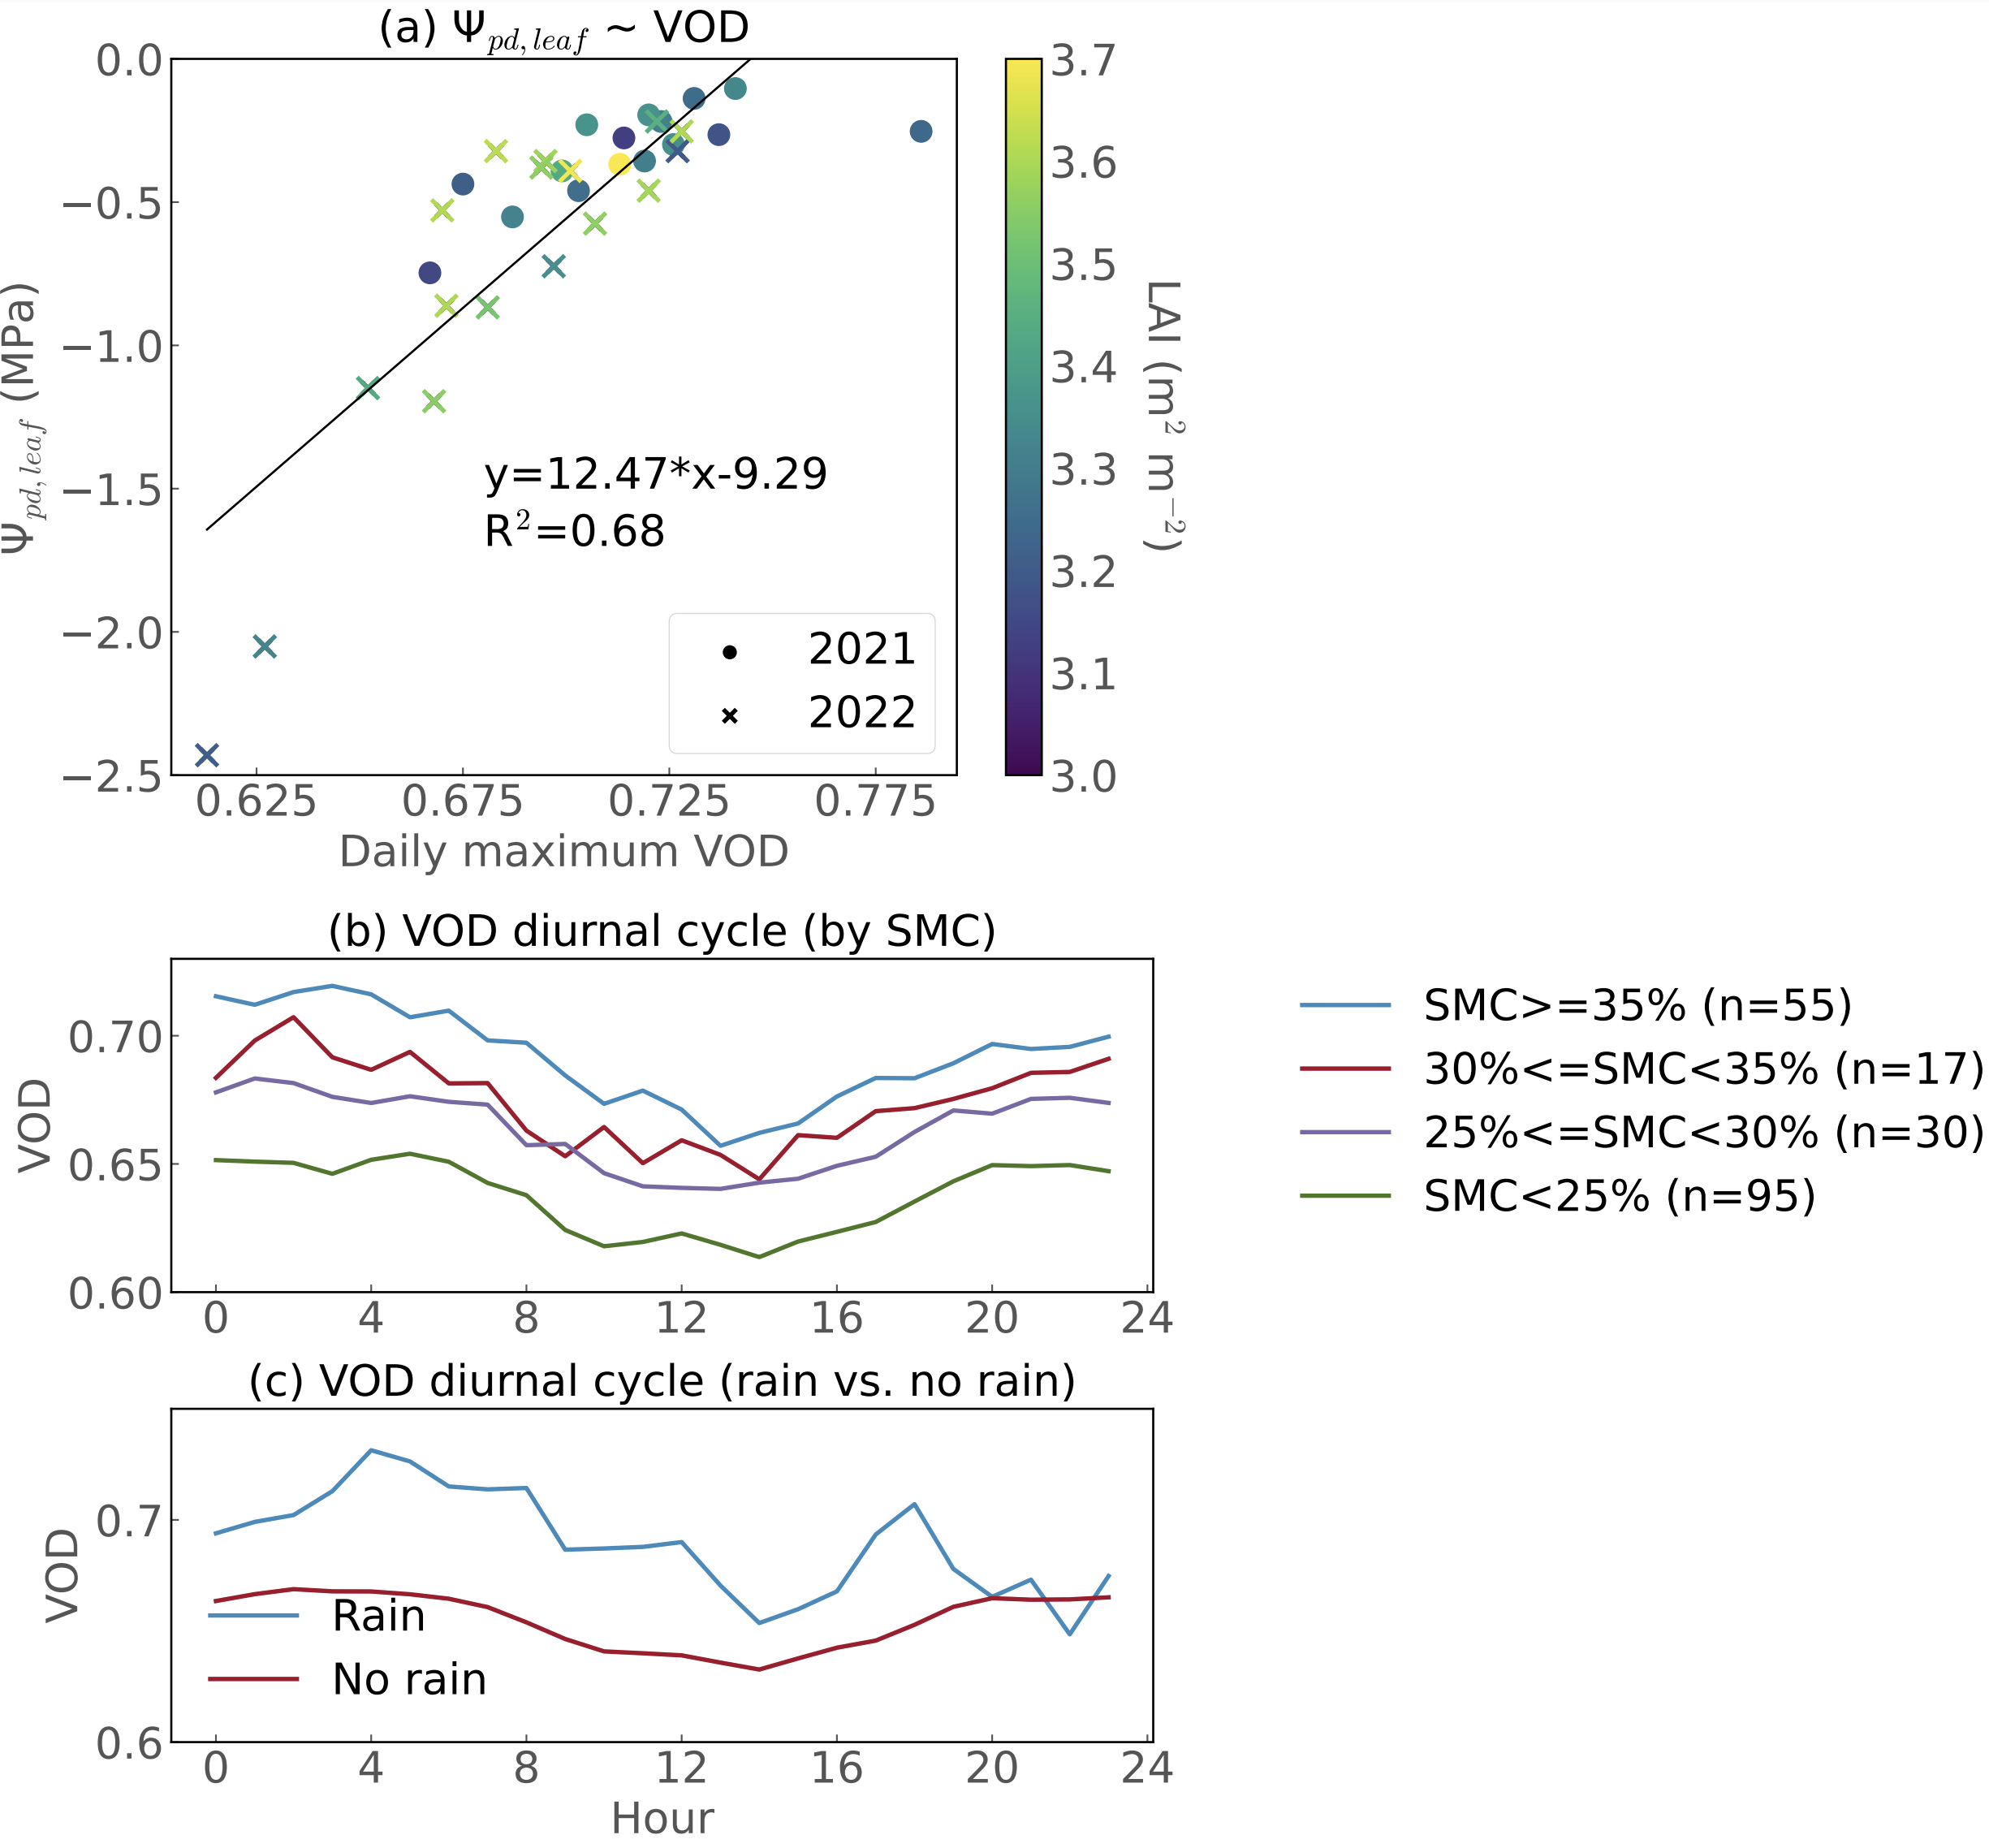 (a) Ψpd,leaf ~ VOD
0.0
−0.5
−1.0
−1.5
−2.0
−2.5
Ψpd,leaf (MPa)
y=12.47*x-9.29
R²=0.68
2021
2022
0.625 0.675 0.725 0.775
Daily maximum VOD
3.7
3.6
3.5
3.4
3.3
3.2
3.1
3.0
LAI (m² m⁻²)
(b) VOD diurnal cycle (by SMC)
0.70
0.65
0.60
VOD
0 4 8 12 16 20 24
SMC>=35% (n=55)
30%<=SMC<35% (n=17)
25%<=SMC<30% (n=30)
SMC<25% (n=95)
(c) VOD diurnal cycle (rain vs. no rain)
0.7
0.6
VOD
Rain
No rain
0 4 8 12 16 20 24
Hour